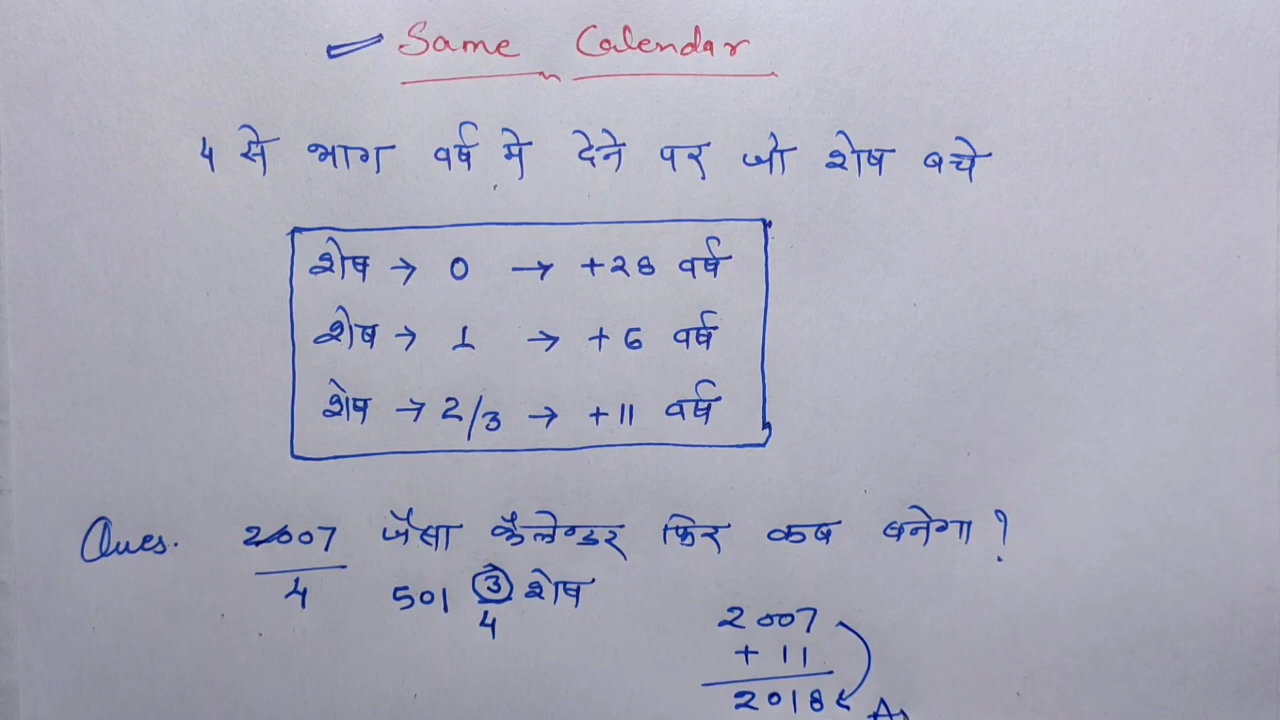 Same Calendar
4 से भाग वर्ष मे देने पर जो शेष बचे
शेष → 0 → +28 वर्ष
शेष → 1 → +6 वर्ष
शेष → 2/3 → +11 वर्ष
Ques. 2007 जैसा कैलेण्डर फिर कब बनेगा ?
4 501 3/4 शेष
2007
+ 11
2018